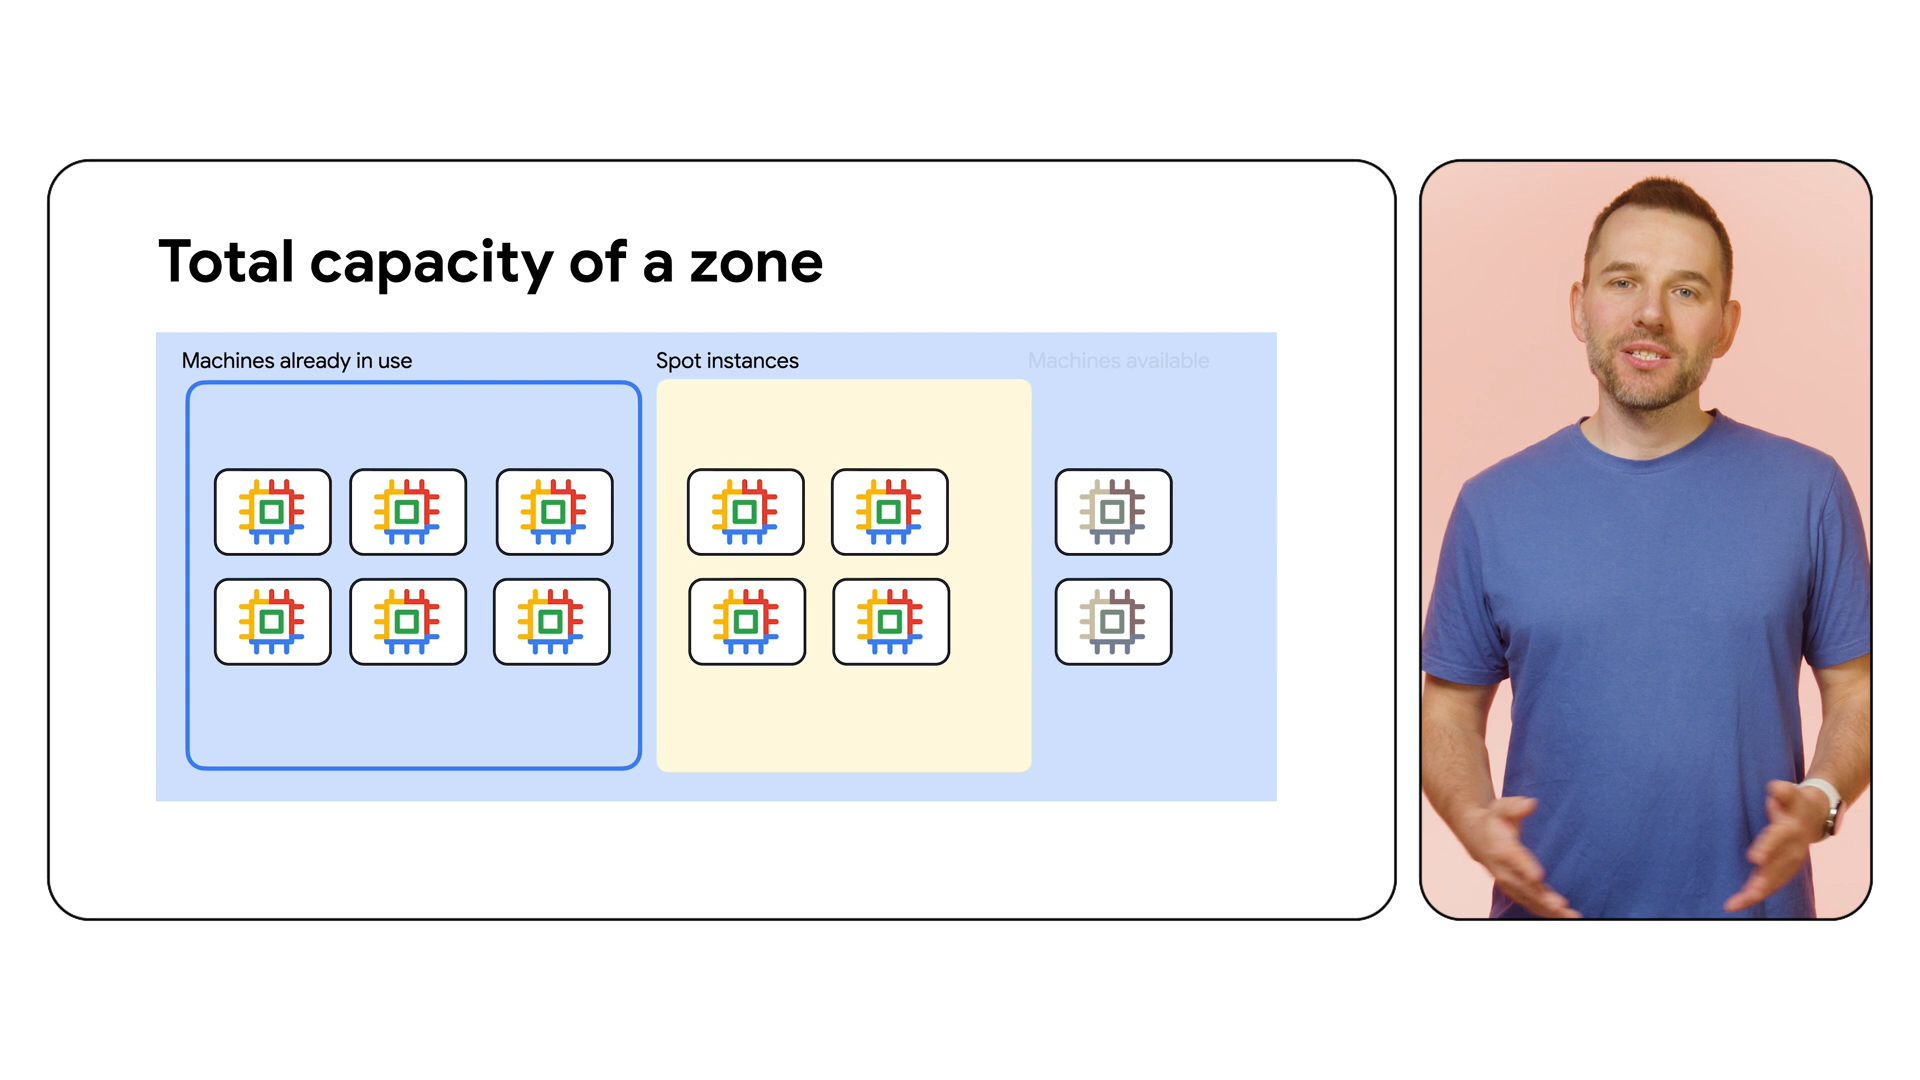 Total capacity of a zone
Machines already in use
Spot instances
Machines available